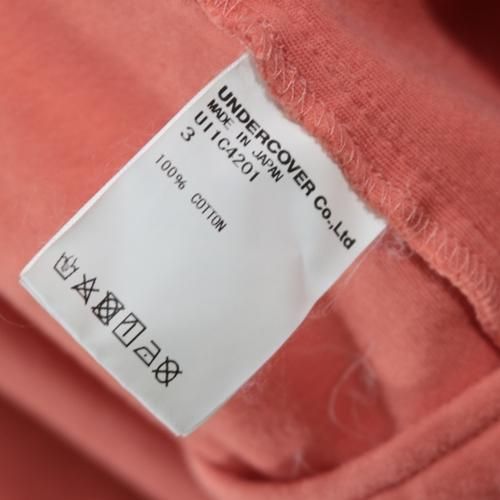 UNDERCOVER Co.,Ltd
MADE IN JAPAN
U11C4201
3
100% COTTON